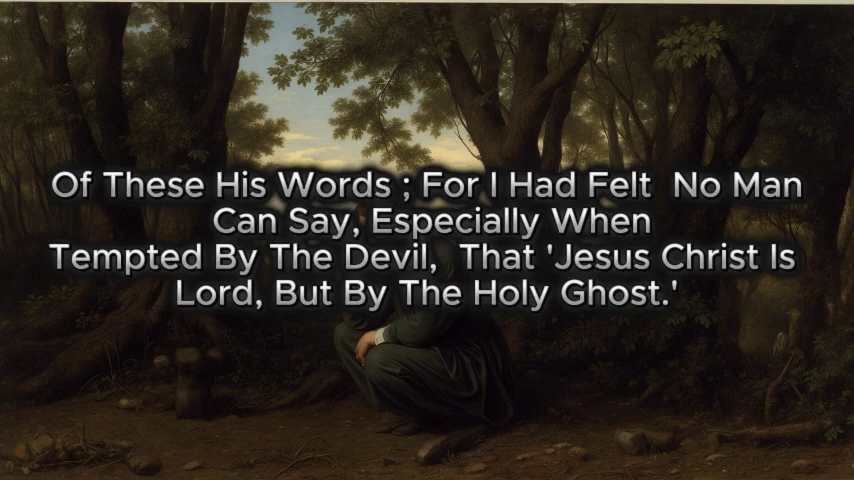 Of These His Words ; For I Had Felt  No Man
Can Say, Especially When
Tempted By The Devil,  That 'Jesus Christ Is
Lord, But By The Holy Ghost.'